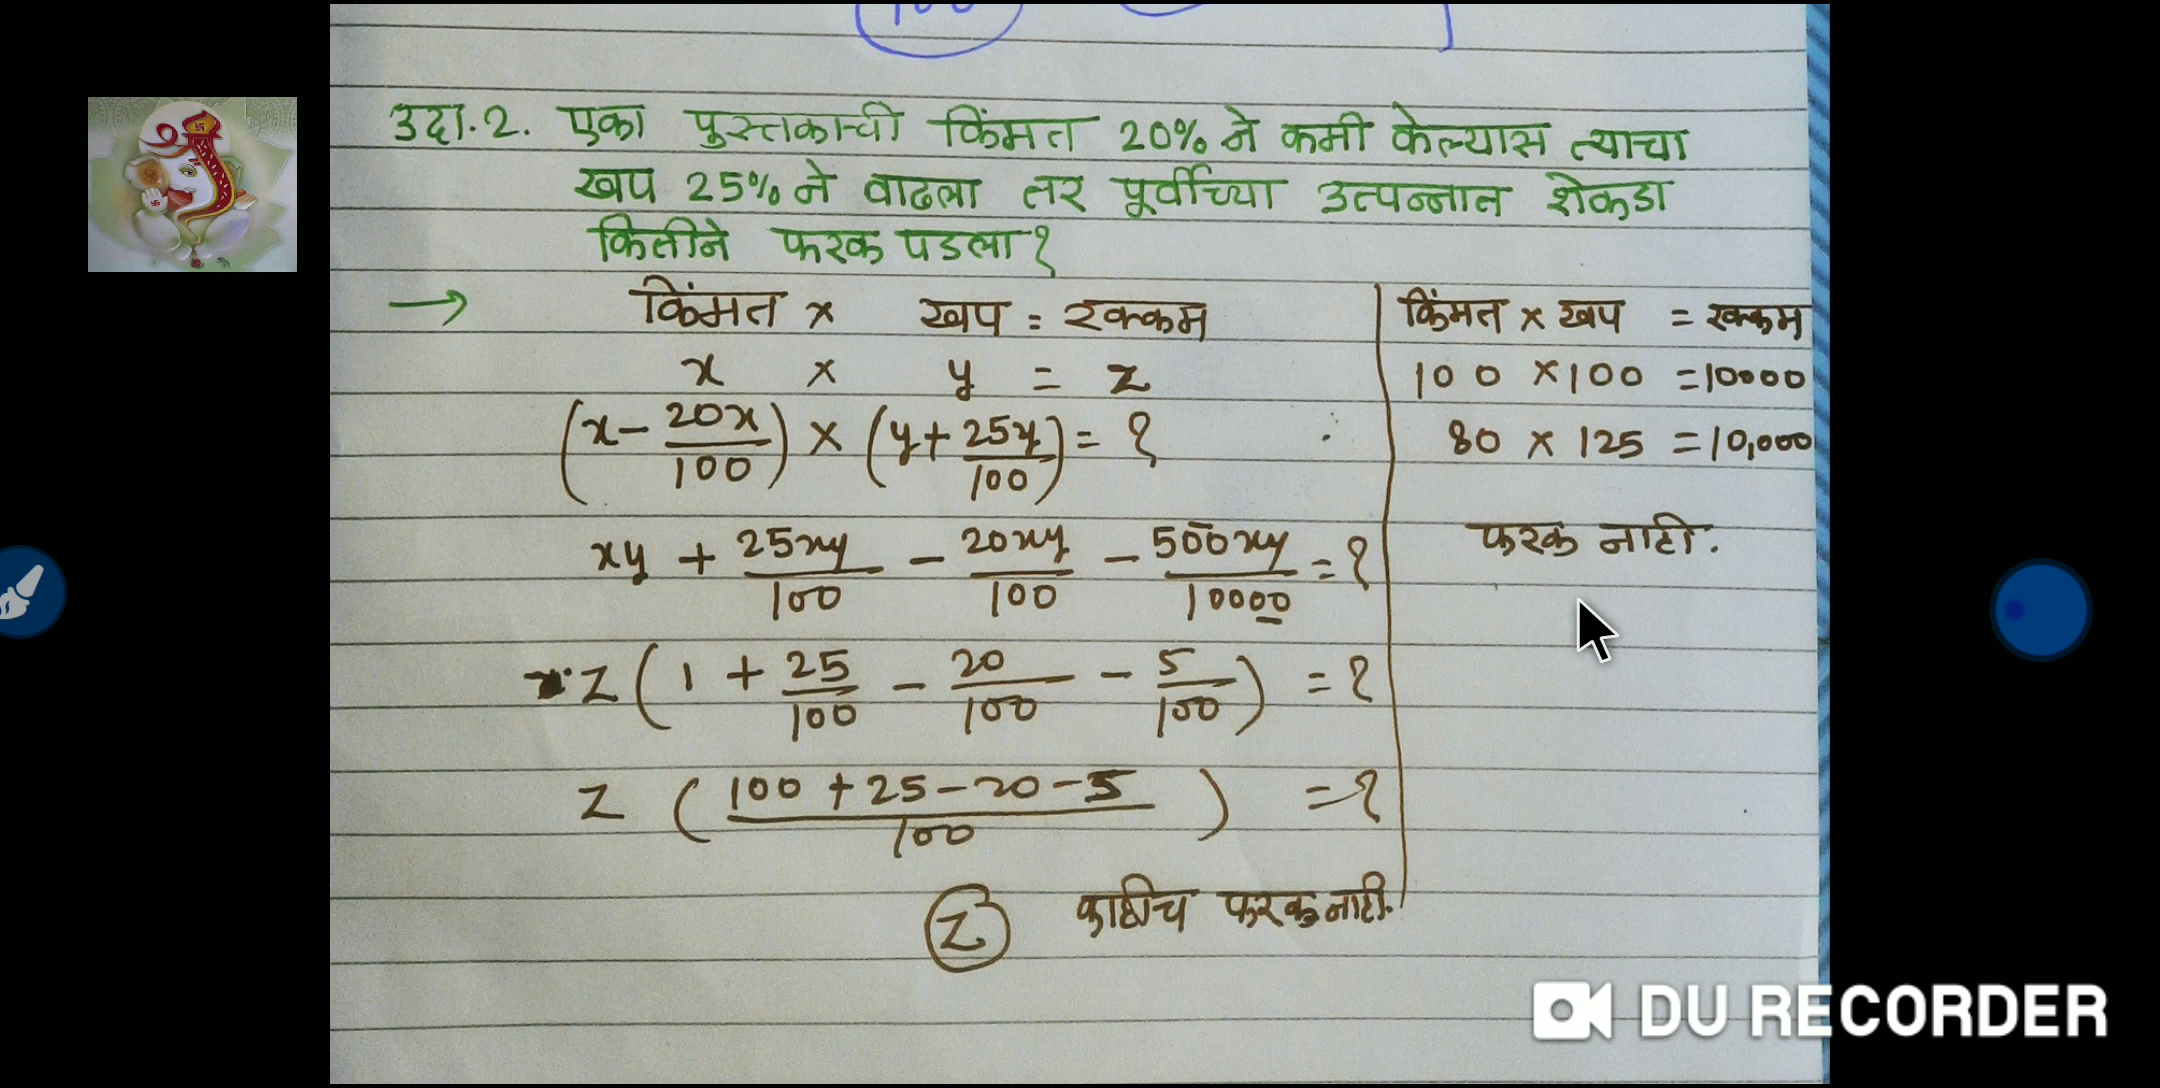 उदा.2. एका पुस्तकाची किंमत 20% ने कमी केल्यास त्याचा
खप 25% ने वाढला तर पूर्वीच्या उत्पन्नात शेकडा
कितीने फरक पडला?
→ किंमत × खप = रक्कम
x × y = z
(x - 20x/100) × (y + 25y/100) = ?
xy + 25xy/100 - 20xy/100 - 500xy/10000 = ?
z (1 + 25/100 - 20/100 - 5/100) = ?
z (100 + 25 - 20 - 5 / 100) = ?
z काहीच फरक नाही.
किंमत × खप = रक्कम
100 × 100 = 10000
80 × 125 = 10,000
फरक नाही.
DU RECORDER